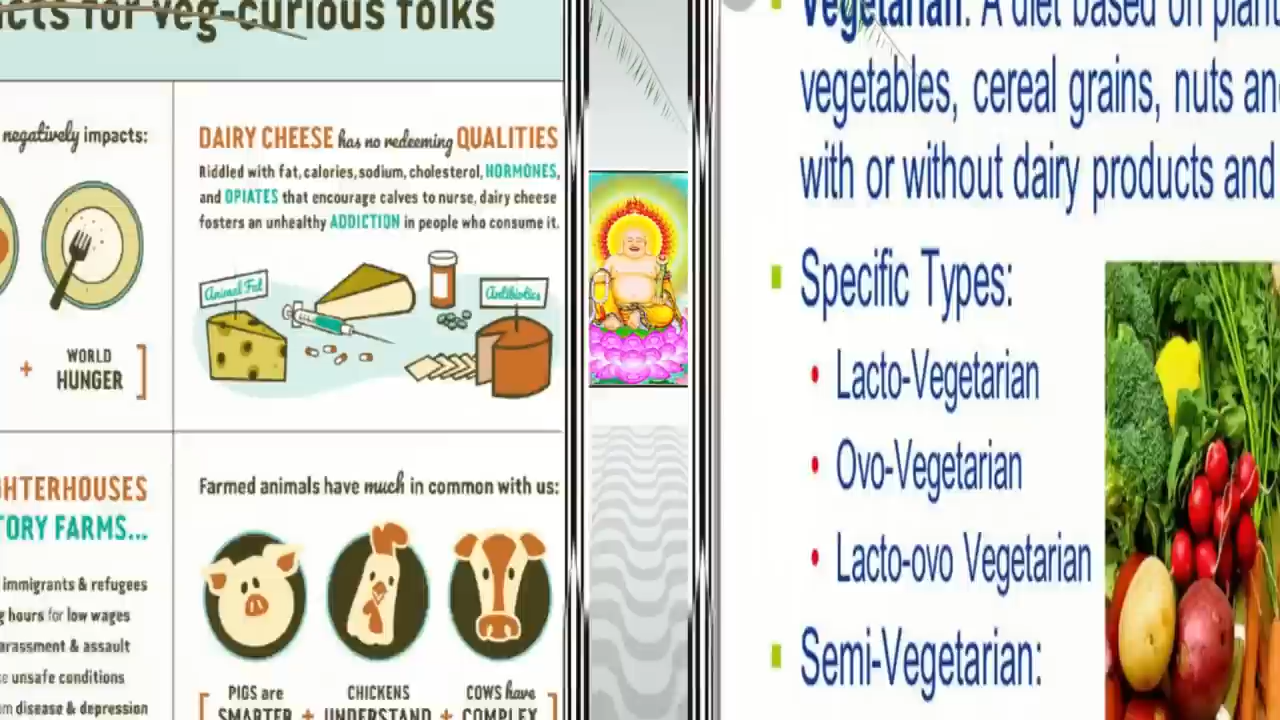 cts for veg-curious folks
negatively impacts:
+ WORLD
HUNGER
DAIRY CHEESE has no redeeming QUALITIES
Riddled with fat, calories, sodium, cholesterol, HORMONES,
and OPIATES that encourage calves to nurse, dairy cheese
fosters an unhealthy ADDICTION in people who consume it.
Animal Fat
Antibiotics
HTERHOUSES
TORY FARMS...
immigrants & refugees
g hours for low wages
arassment & assault
unsafe conditions
m disease & depression
Farmed animals have much in common with us:
PIGS are
SMARTER +
CHICKENS
UNDERSTAND +
COWS have
COMPLEX
Vegetarian: A diet based on plant
vegetables, cereal grains, nuts an
with or without dairy products and
Specific Types:
Lacto-Vegetarian
Ovo-Vegetarian
Lacto-ovo Vegetarian
Semi-Vegetarian: